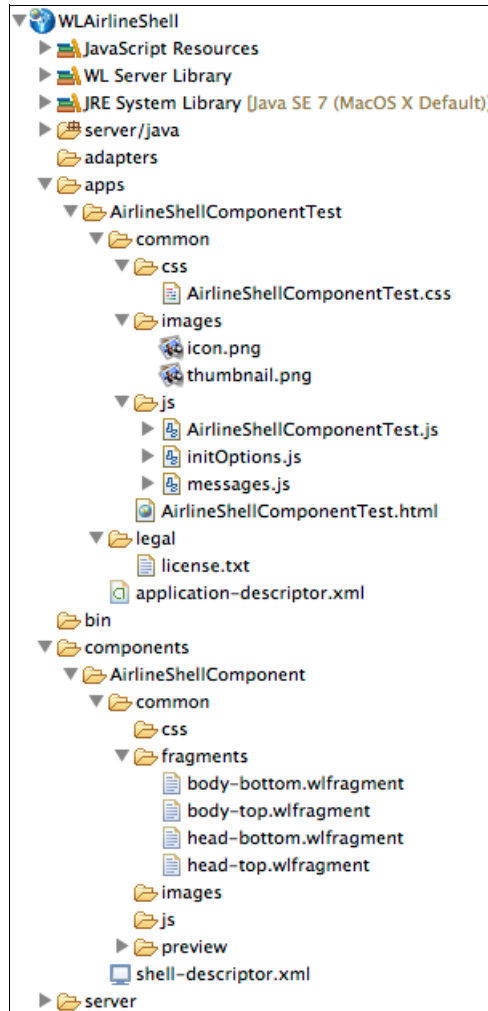 WLAirlineShell
JavaScript Resources
WL Server Library
JRE System Library [Java SE 7 (MacOS X Default)]
server/java
adapters
apps
AirlineShellComponentTest
common
css
AirlineShellComponentTest.css
images
icon.png
thumbnail.png
js
AirlineShellComponentTest.js
initOptions.js
messages.js
AirlineShellComponentTest.html
legal
license.txt
application-descriptor.xml
bin
components
AirlineShellComponent
common
css
fragments
body-bottom.wlfragment
body-top.wlfragment
head-bottom.wlfragment
head-top.wlfragment
images
js
preview
shell-descriptor.xml
server